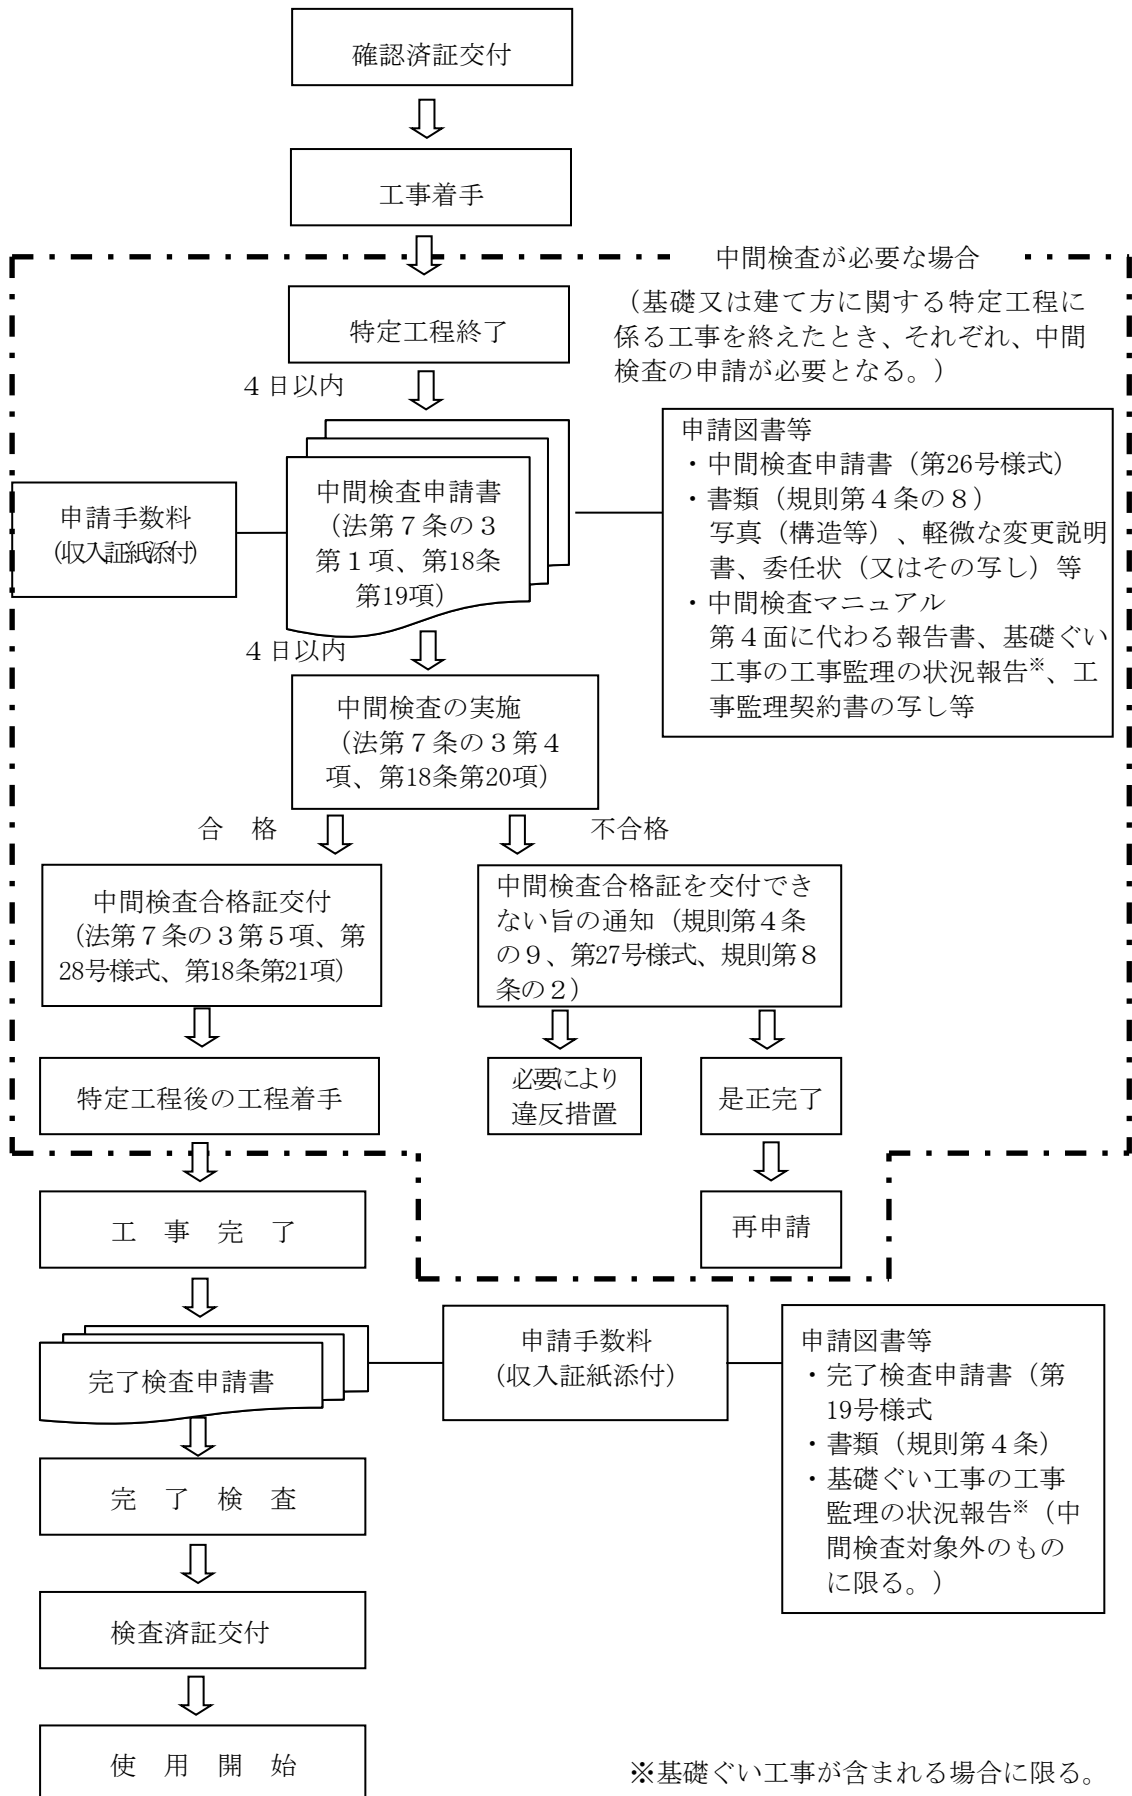 確認済証交付
工事着手
中間検査が必要な場合
（基礎又は建て方に関する特定工程に
係る工事を終えたとき、それぞれ、中間
検査の申請が必要となる。）
特定工程終了
４日以内
中間検査申請書
（法第７条の３
第１項、第18条
第19項）
申請手数料
(収入証紙添付)
申請図書等
・中間検査申請書（第26号様式）
・書類（規則第４条の８）
写真（構造等）、軽微な変更説明
書、委任状（又はその写し）等
・中間検査マニュアル
第４面に代わる報告書、基礎ぐい
工事の工事監理の状況報告※、工
事監理契約書の写し等
４日以内
中間検査の実施
（法第７条の３第４
項、第18条第20項）
合　格
不合格
中間検査合格証交付
（法第７条の３第５項、第
28号様式、第18条第21項）
中間検査合格証を交付でき
ない旨の通知（規則第４条
の９、第27号様式、規則第８
条の２）
特定工程後の工程着手
必要により
違反措置
是正完了
再申請
工　事　完　了
完了検査申請書
申請手数料
(収入証紙添付)
申請図書等
・完了検査申請書（第
19号様式
・書類（規則第４条）
・基礎ぐい工事の工事
監理の状況報告※（中
間検査対象外のもの
に限る。）
完　了　検　査
検査済証交付
使　用　開　始
※基礎ぐい工事が含まれる場合に限る。